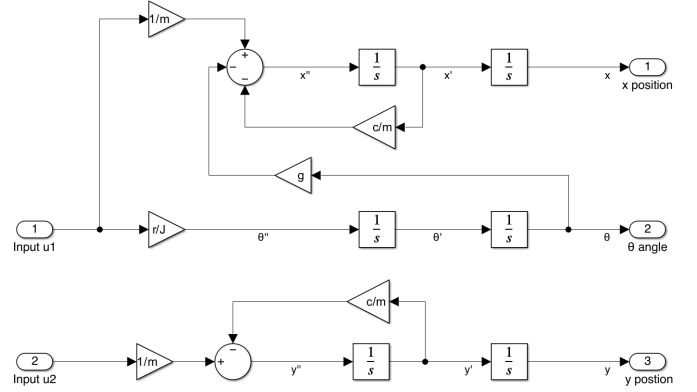 1/m
+
−
−
x"
1
s
x'
1
s
x
1
x position
c/m
g
1
Input u1
r/J
θ"
1
s
θ'
1
s
θ
2
θ angle
c/m
2
Input u2
1/m
+
−
y"
1
s
y'
1
s
y
3
y postion